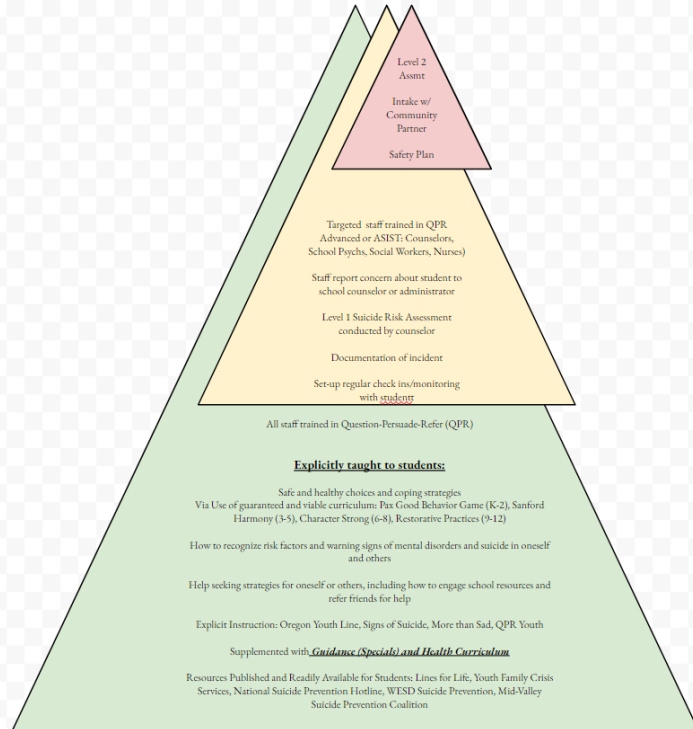 Level 2
Assmt
Intake w/
Community
Partner
Safety Plan
Targeted staff trained in QPR
Advanced or ASIST: Counselors,
School Psychs, Social Workers, Nurses)
Staff report concern about student to
school counselor or administrator
Level 1 Suicide Risk Assessment
conducted by counselor
Documentation of incident
Set-up regular check ins/monitoring
with studentt
All staff trained in Question-Persuade-Refer (QPR)
Explicitly taught to students:
Safe and healthy choices and coping strategies
Via Use of guaranteed and viable curriculum: Pax Good Behavior Game (K-2), Sanford
Harmony (3-5), Character Strong (6-8), Restorative Practices (9-12)
How to recognize risk factors and warning signs of mental disorders and suicide in oneself
and others
Help seeking strategies for oneself or others, including how to engage school resources and
refer friends for help
Explicit Instruction: Oregon Youth Line, Signs of Suicide, More than Sad, QPR Youth
Supplemented with Guidance (Specials) and Health Curriculum
Resources Published and Readily Available for Students: Lines for Life, Youth Family Crisis
Services, National Suicide Prevention Hotline, WESD Suicide Prevention, Mid-Valley
Suicide Prevention Coalition